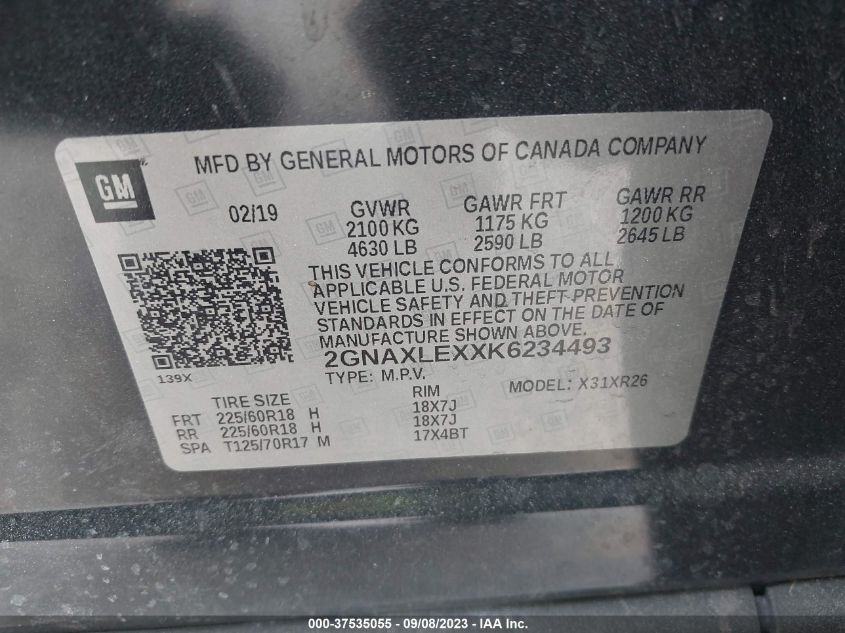 GM
MFD BY GENERAL MOTORS OF CANADA COMPANY
02/19 GVWR GAWR FRT GAWR RR
2100 KG 1175 KG 1200 KG
4630 LB 2590 LB 2645 LB
THIS VEHICLE CONFORMS TO ALL
APPLICABLE U.S. FEDERAL MOTOR
VEHICLE SAFETY AND THEFT PREVENTION
STANDARDS IN EFFECT ON THE DATE OF
MANUFACTURE SHOWN ABOVE.
2GNAXLEXXK6234493
139X TYPE: M.P.V. MODEL: X31XR26
TIRE SIZE RIM
FRT 225/60R18 H 18X7J
RR 225/60R18 H 18X7J
SPA T125/70R17 M 17X4BT
000-37535055 - 09/08/2023 - IAA Inc.